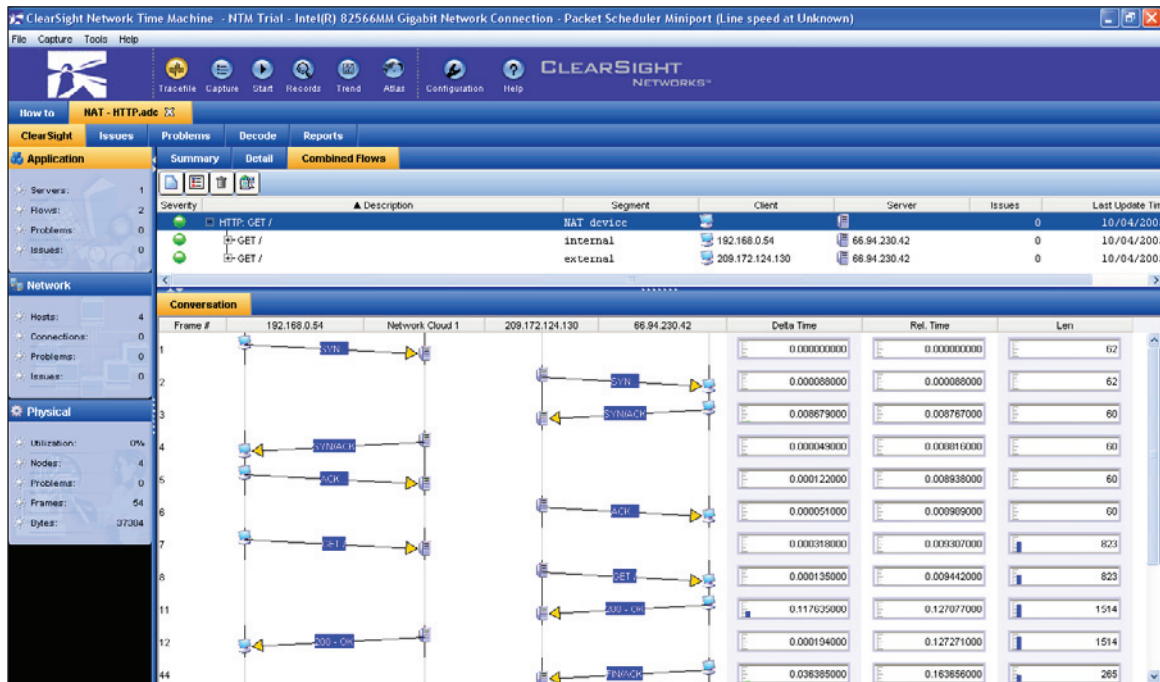 ClearSight Network Time Machine - NTM Trial - Intel(R) 82566MM Gigabit Network Connection - Packet Scheduler Miniport (Line speed at Unknown)
File Capture Tools Help
Tracefile Capture Start Records Trend Atlas Configuration Help
CLEARSIGHT
NETWORKS
How to NAT - HTTP.adc
ClearSight Issues Problems Decode Reports
Application Summary Detail Combined Flows
Servers: 1
Flows: 2
Problems 0
Issues: 0
Severity Description Segment Client Server Issues Last Update Tim
HTTP: GET / NAT device 0 10/04/200
GET / internal 192.168.0.54 66.94.230.42 0 10/04/200
GET / external 209.172.124.130 66.94.230.42 0 10/04/200
Network
Hosts: 4
Connections: 0
Problems: 0
Issues: 0
Physical
Utilization: 0%
Nodes: 4
Problems: 0
Frames: 54
Bytes: 37304
Conversation
Frame # 192.168.0.54 Network Cloud 1 209.172.124.130 66.94.230.42 Delta Time Rel. Time Len
1 SYN 0.000000000 0.000000000 62
2 SYN 0.000088000 0.000088000 62
3 SYN/ACK 0.008679000 0.008767000 60
4 SYN/ACK 0.000049000 0.008816000 60
5 ACK 0.000122000 0.008938000 60
6 ACK 0.000051000 0.008989000 60
7 GET / 0.000318000 0.009307000 823
8 GET / 0.000135000 0.009442000 823
11 200 - OK 0.117635000 0.127077000 1514
12 200 - OK 0.000194000 0.127271000 1514
44 FIN/ACK 0.036385000 0.163656000 265